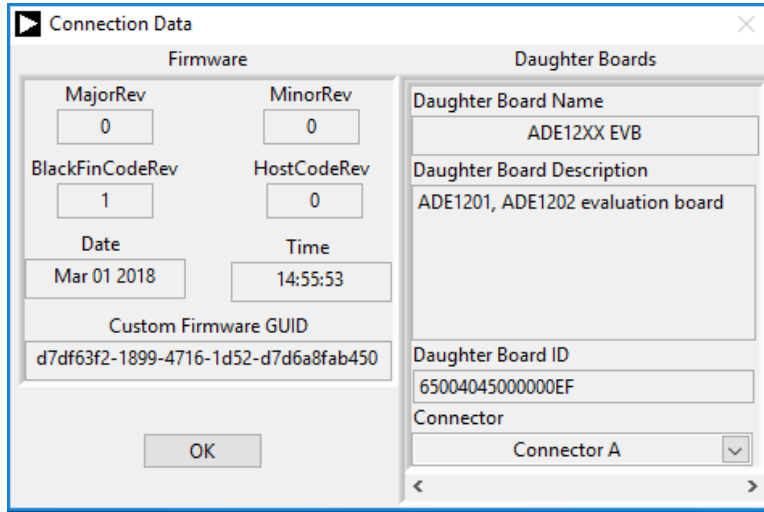 Connection Data
Firmware
MajorRev MinorRev
0 0
BlackFinCodeRev HostCodeRev
1 0
Date Time
Mar 01 2018 14:55:53
Custom Firmware GUID
d7df63f2-1899-4716-1d52-d7d6a8fab450
OK
Daughter Boards
Daughter Board Name
ADE12XX EVB
Daughter Board Description
ADE1201, ADE1202 evaluation board
Daughter Board ID
65004045000000EF
Connector
Connector A